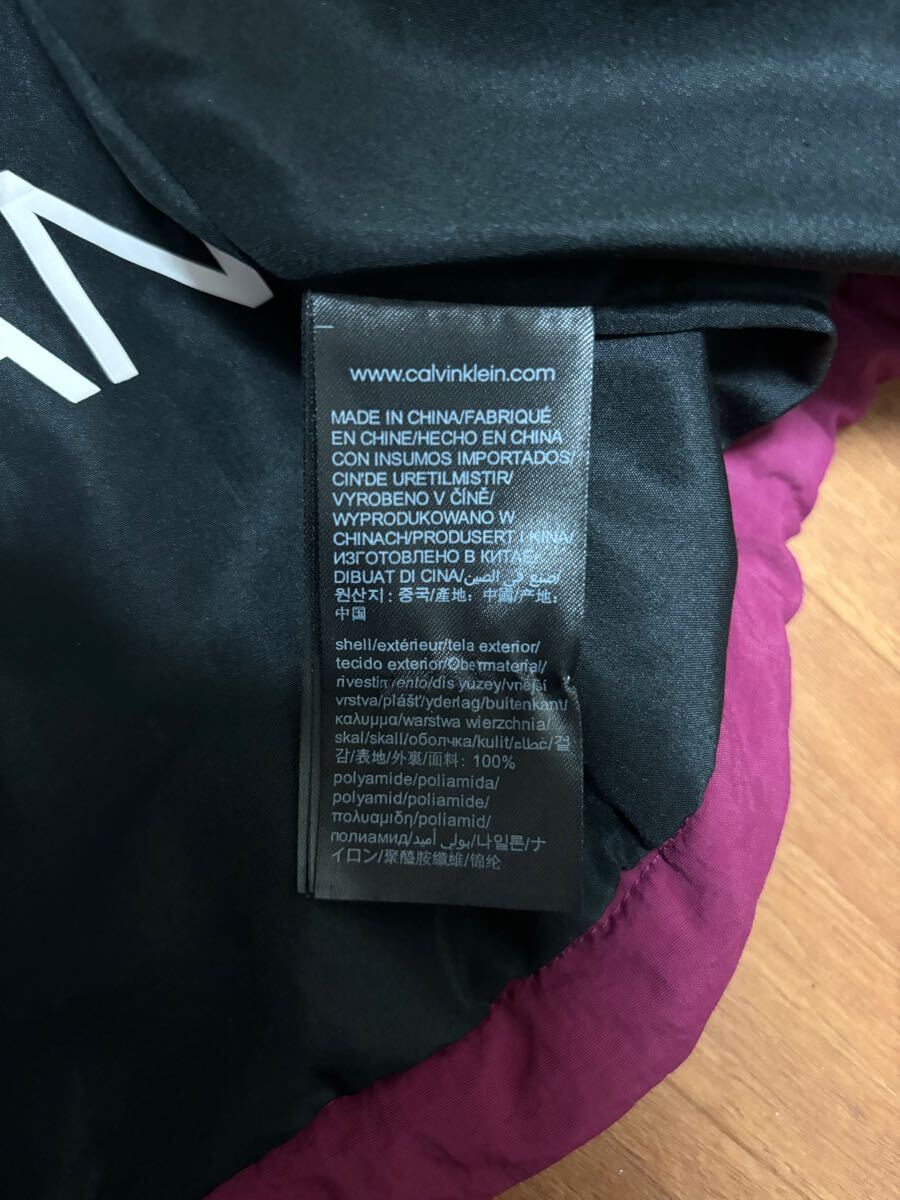 www.calvinklein.com
MADE IN CHINA/FABRIQUÉ
EN CHINE/HECHO EN CHINA
CON INSUMOS IMPORTADOS/
CIN'DE URETILMISTIR/
VYROBENO V ČÍNĚ/
WYPRODUKOWANO W
CHINACH/PRODUSERT I KINA/
ИЗГОТОВЛЕНО В КИТАЕ/
DIBUAT DI CINA/صنع في الصين/
원산지: 중국/產地: 中國/产地:
中国
shell/extérieur/tela exterior/
tecido exterior/Obermaterial/
rivestimento/dis yüzey/vnější
vrstva/plášť/yderlag/buitenkant/
καλυμμα/warstwa wierzchnia/
skal/skall/оболчка/kulit/غطاء/겉
감/表地/外裏/面料: 100%
polyamide/poliamida/
polyamid/poliamide/
πολυαμιδη/poliamid/
полиамид/بولي أميد/나일론/ナ
イロン/聚醯胺纖維/锦纶